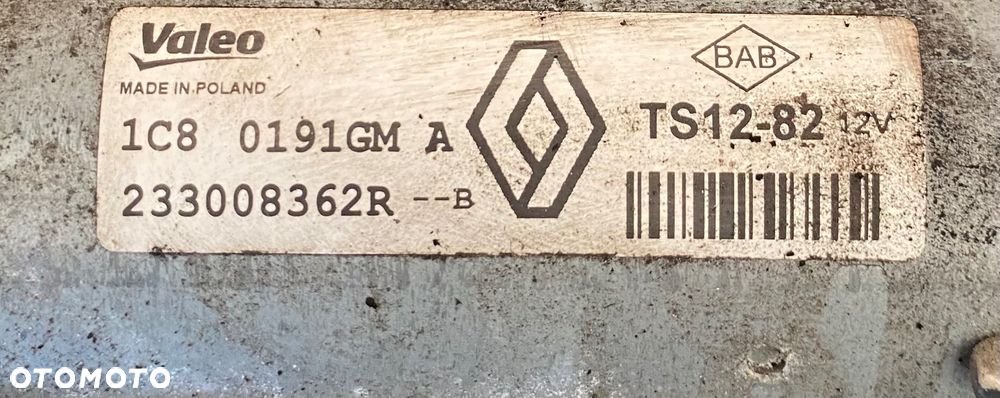 Valeo
MADE IN POLAND
1C8 0191GM A
233008362R --B
BAB
TS12-82 12V
OTOMOTO